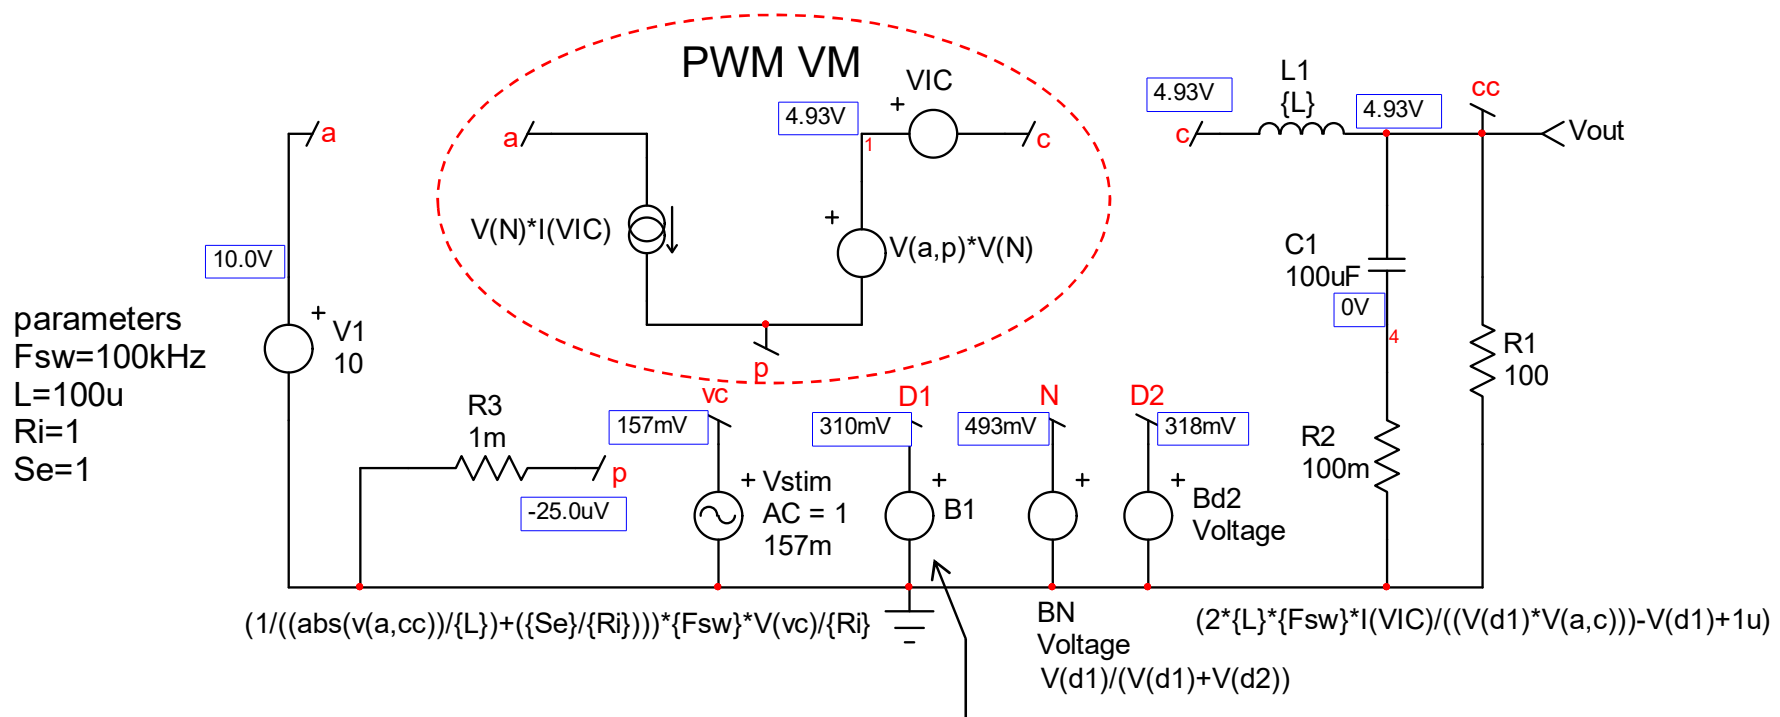 PWM VM
VIC
4.93V
1
a
a
c
V(N)*I(VIC)
V(a,p)*V(N)
p
4.93V
L1
{L}
4.93V
cc
c
Vout
10.0V
V1
10
parameters
Fsw=100kHz
L=100u
Ri=1
Se=1
C1
100uF
0V
4
R1
100
R2
100m
R3
1m
p
-25.0uV
vc
157mV
Vstim
AC = 1
157m
D1
310mV
B1
N
493mV
D2
318mV
Bd2
Voltage
(1/((abs(v(a,cc))/{L})+({Se}/{Ri})))*{Fsw}*V(vc)/{Ri}
BN
Voltage
V(d1)/(V(d1)+V(d2))
(2*{L}*{Fsw}*I(VIC)/((V(d1)*V(a,c)))-V(d1)+1u)